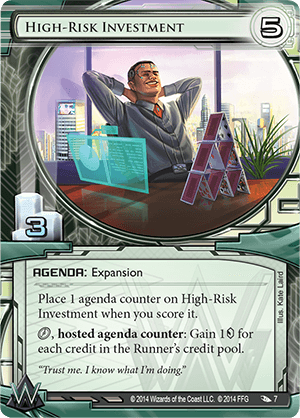 HIGH-RISK INVESTMENT
5
3
AGENDA: Expansion
Place 1 agenda counter on High-Risk
Investment when you score it.
, hosted agenda counter: Gain 1 for
each credit in the Runner's credit pool.
"Trust me. I know what I'm doing."
Illus. Kate Laird
© 2014 Wizards of the Coast LLC. © 2014 FFG 7